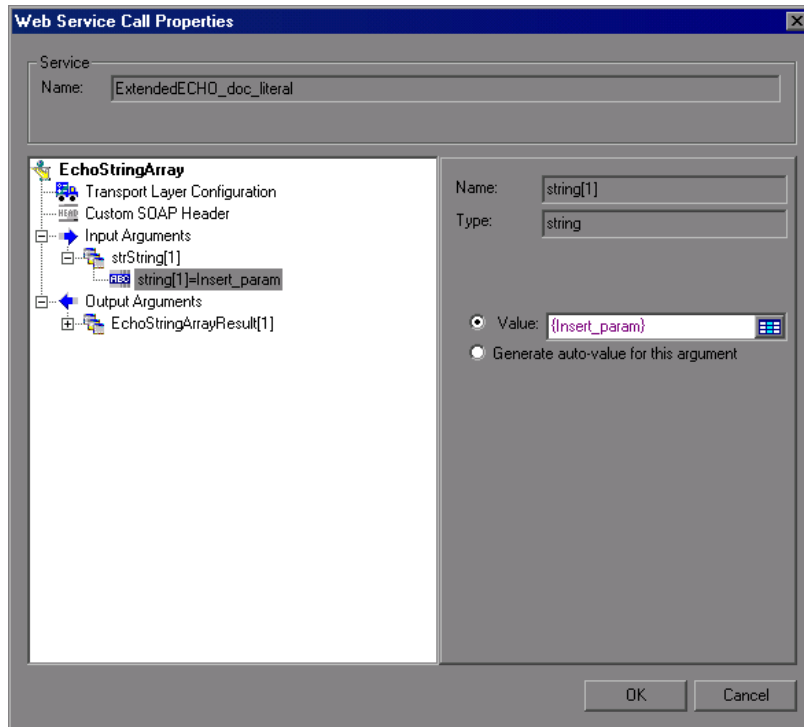 Web Service Call Properties
Service
Name: ExtendedECHO_doc_literal
EchoStringArray
Transport Layer Configuration
HEAD Custom SOAP Header
Input Arguments
strString[1]
ABC string[1]=Insert_param
Output Arguments
EchoStringArrayResult[1]
Name: string[1]
Type: string
Value: {Insert_param}
Generate auto-value for this argument
OK Cancel